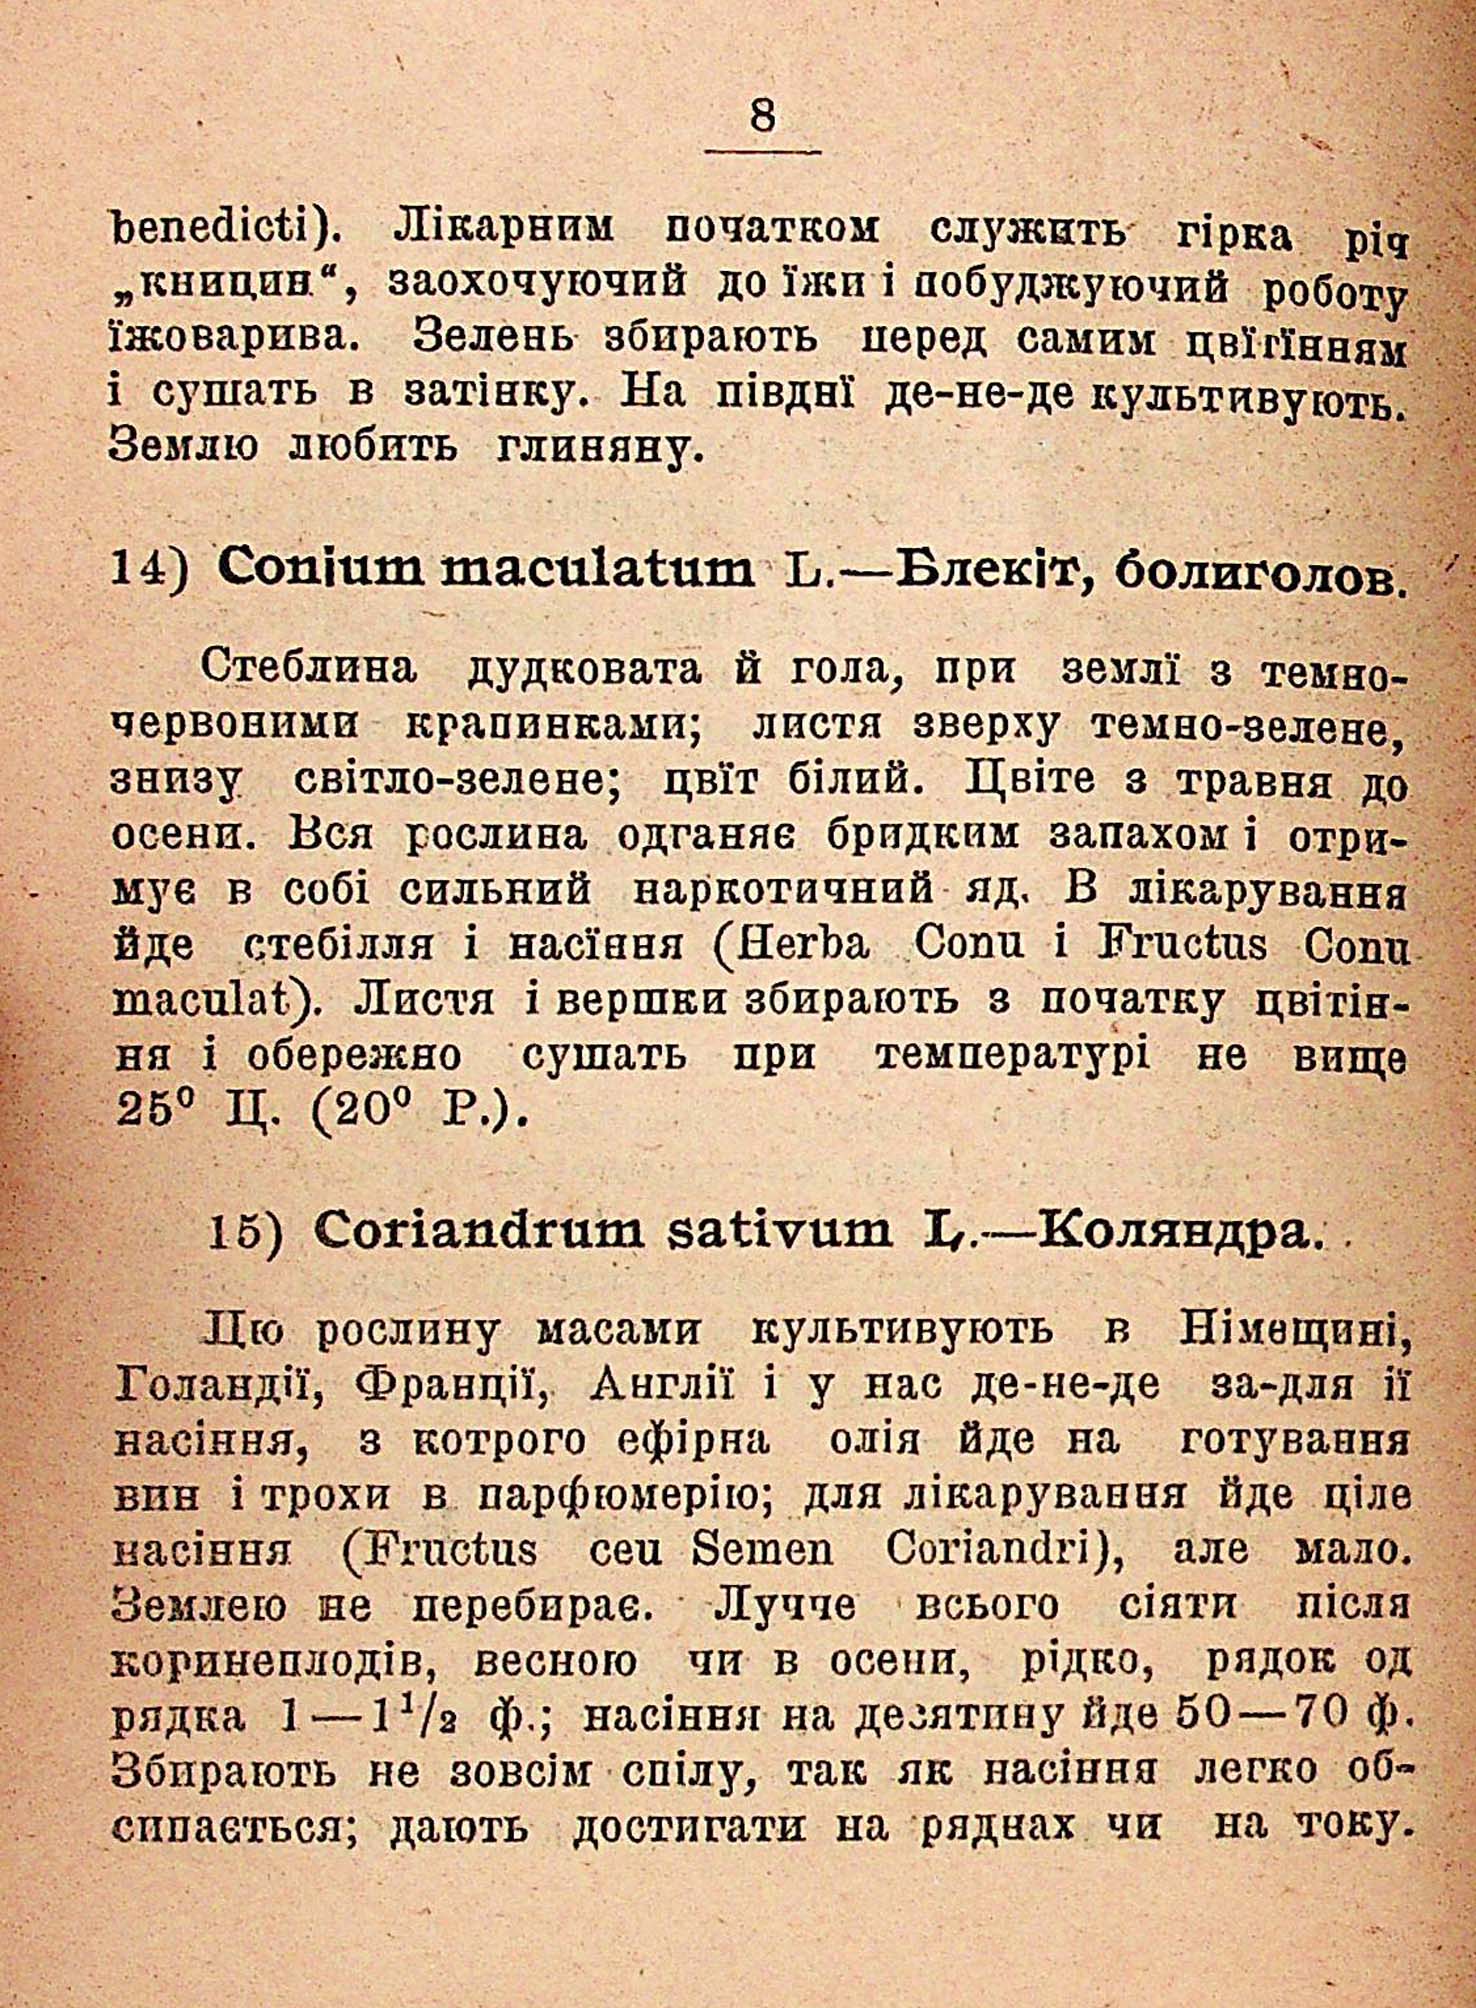 8
benedicti). Лікарним початком служить гірка річ
„кницин“, заохочуючий до їжи і побуджуючий роботу
їжоварива. Зелень збирають перед самим цвїтїнням
і сушать в затінку. На півднї де-не-де культивують.
Землю любить глиняну.
14) Conium maculatum L.—Блекіт, болиголов.
Стеблина дудковата й гола, при землї з темно-
червоними крапинками; листя зверху темно-зелене,
знизу світло-зелене; цвїт білий. Цвіте з травня до
осени. Вся рослина одганяє бридким запахом і отри-
мує в собі сильний наркотичний яд. В лікарування
йде стебілля і насїння (Herba Conu і Fructus Conu
maculat). Листя і вершки збирають з початку цвітін-
ня і обережно сушать при температурі не вище
25⁰ Ц. (20⁰ Р.).
15) Coriandrum sativum L.—Коляндра.
Цю рослину масами культивують в Німещині,
Голандії, Франції, Англії і у нас де-не-де за-для її
насіння, з котрого ефірна олія йде на готування
вин і трохи в парфюмерію; для лікарування йде ціле
насіння (Fructus ceu Semen Coriandri), але мало.
Землею не перебирає. Лучче всього сіяти після
коринеплодів, весною чи в осени, рідко, рядок од
рядка 1—1¹/₂ ф.; насіння на десятину йде 50—70 ф.
Збирають не зовсім спілу, так як насіння легко об-
сипається; дають достигати на ряднах чи на току.